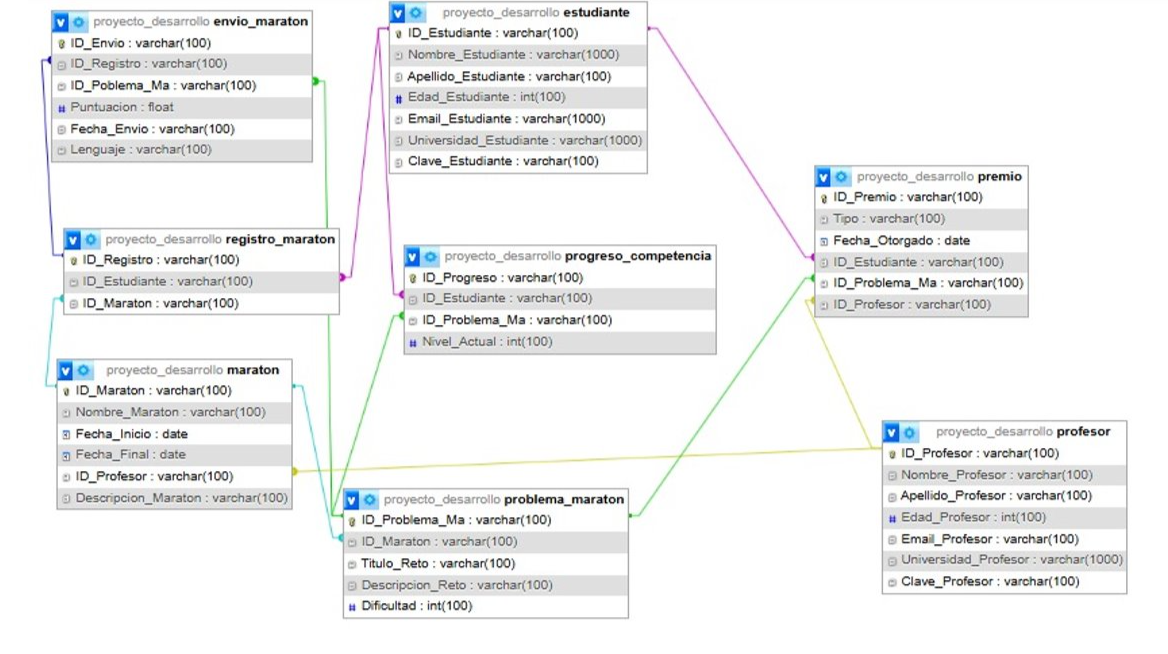 proyecto_desarrollo envio_maraton
ID_Envio : varchar(100)
ID_Registro : varchar(100)
ID_Poblema_Ma : varchar(100)
Puntuacion : float
Fecha_Envio : varchar(100)
Lenguaje : varchar(100)
proyecto_desarrollo estudiante
ID_Estudiante : varchar(100)
Nombre_Estudiante : varchar(1000)
Apellido_Estudiante : varchar(100)
Edad_Estudiante : int(100)
Email_Estudiante : varchar(1000)
Universidad_Estudiante : varchar(1000)
Clave_Estudiante : varchar(100)
proyecto_desarrollo premio
ID_Premio : varchar(100)
Tipo : varchar(100)
Fecha_Otorgado : date
ID_Estudiante : varchar(100)
ID_Problema_Ma : varchar(100)
ID_Profesor : varchar(100)
proyecto_desarrollo registro_maraton
ID_Registro : varchar(100)
ID_Estudiante : varchar(100)
ID_Maraton : varchar(100)
proyecto_desarrollo progreso_competencia
ID_Progreso : varchar(100)
ID_Estudiante : varchar(100)
ID_Problema_Ma : varchar(100)
Nivel_Actual : int(100)
proyecto_desarrollo maraton
ID_Maraton : varchar(100)
Nombre_Maraton : varchar(100)
Fecha_Inicio : date
Fecha_Final : date
ID_Profesor : varchar(100)
Descripcion_Maraton : varchar(100)
proyecto_desarrollo profesor
ID_Profesor : varchar(100)
Nombre_Profesor : varchar(100)
Apellido_Profesor : varchar(100)
Edad_Profesor : int(100)
Email_Profesor : varchar(100)
Universidad_Profesor : varchar(1000)
Clave_Profesor : varchar(100)
proyecto_desarrollo problema_maraton
ID_Problema_Ma : varchar(100)
ID_Maraton : varchar(100)
Titulo_Reto : varchar(100)
Descripcion_Reto : varchar(100)
Dificultad : int(100)